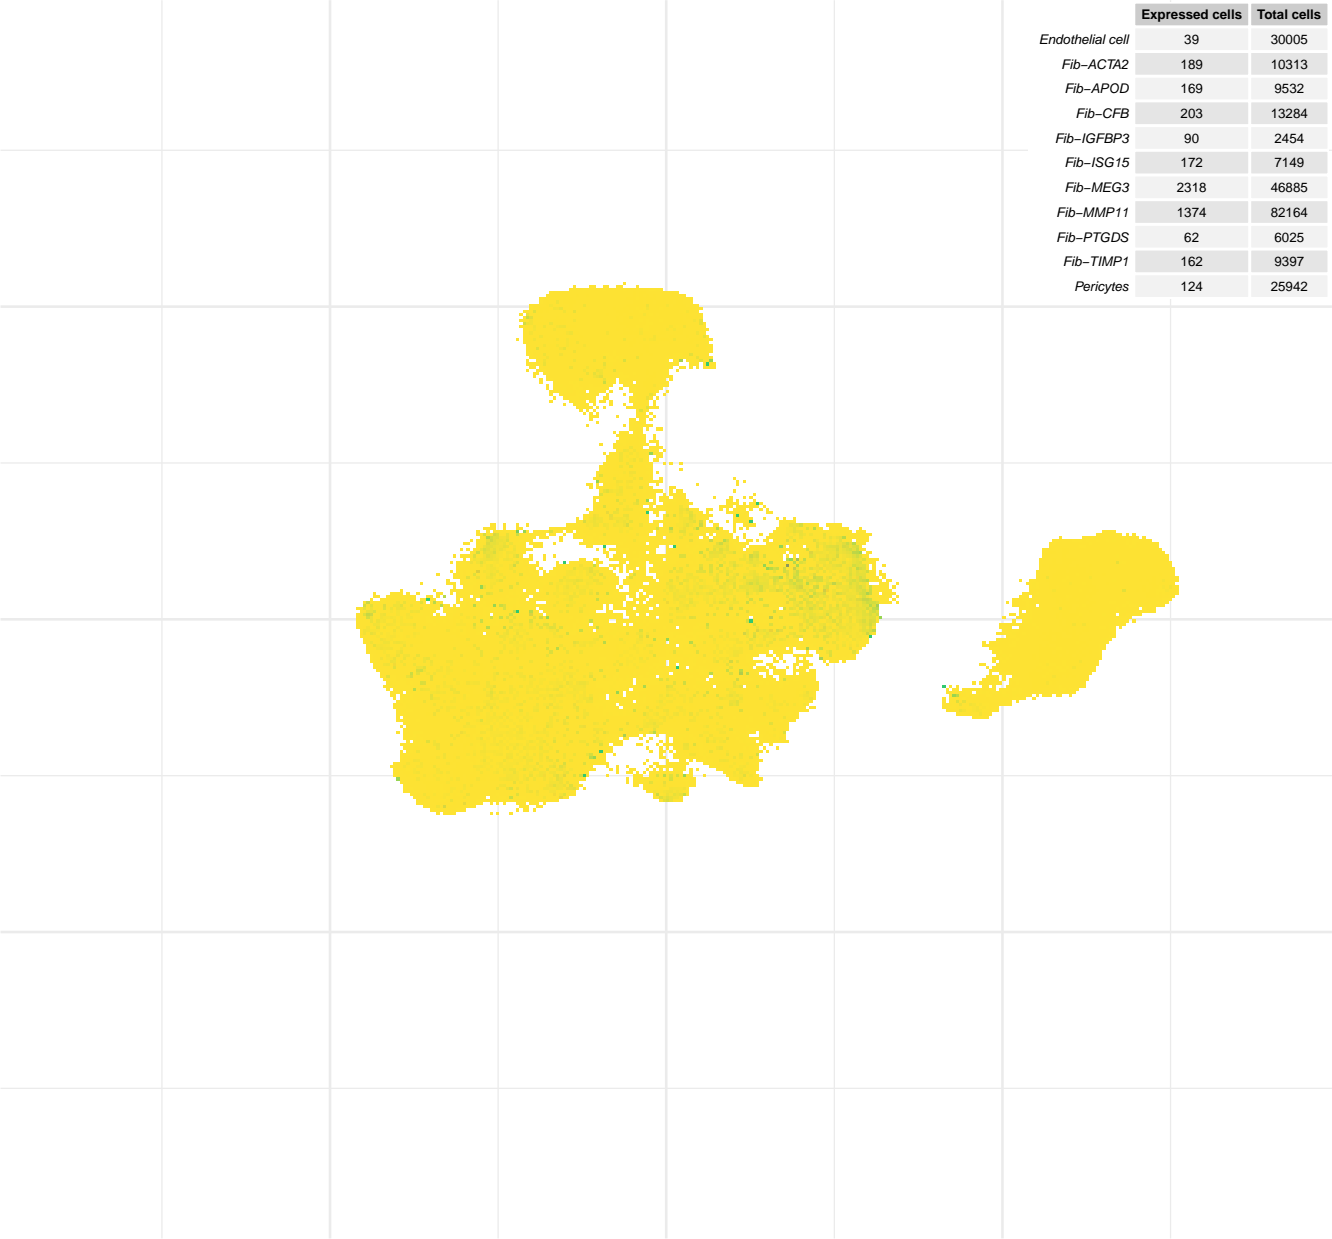 Expressed cells Total cells
Endothelial cell 39 30005
Fib−ACTA2 189 10313
Fib−APOD 169 9532
Fib−CFB 203 13284
Fib−IGFBP3 90 2454
Fib−ISG15 172 7149
Fib−MEG3 2318 46885
Fib−MMP11 1374 82164
Fib−PTGDS 62 6025
Fib−TIMP1 162 9397
Pericytes 124 25942